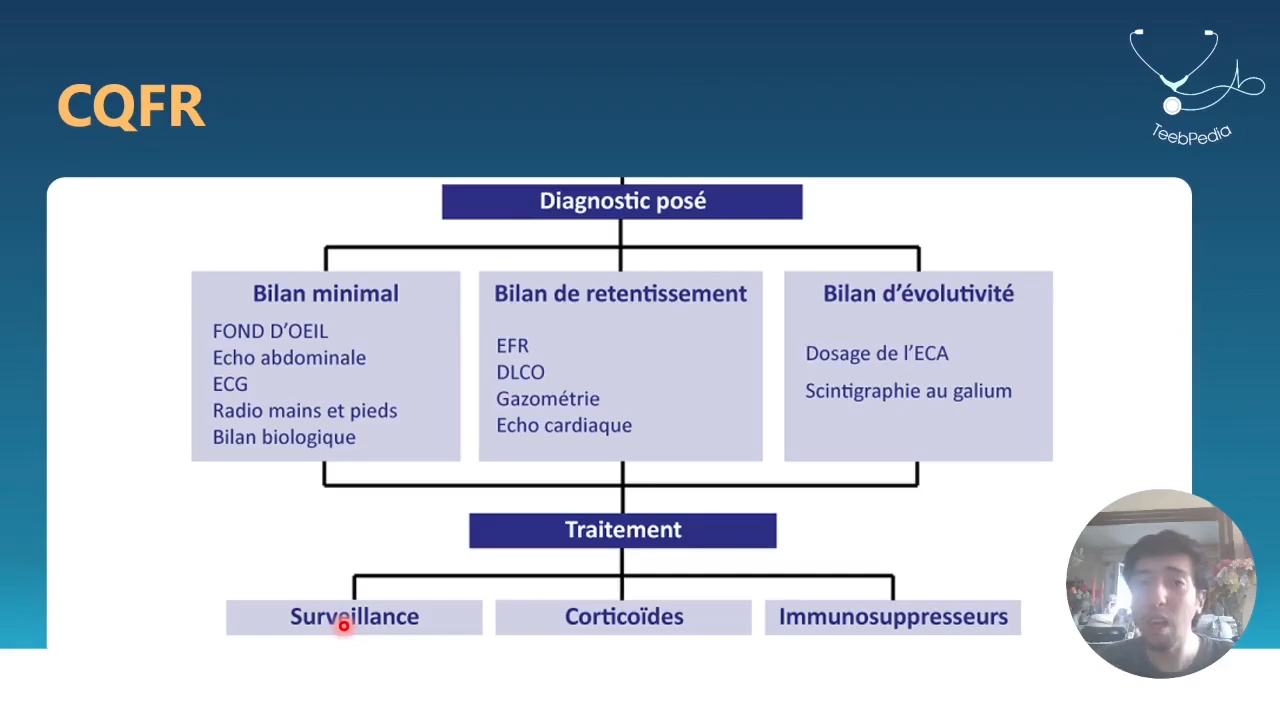 CQFR
TeebPedia
Diagnostic posé
Bilan minimal
FOND D’OEIL
Echo abdominale
ECG
Radio mains et pieds
Bilan biologique
Bilan de retentissement
EFR
DLCO
Gazométrie
Echo cardiaque
Bilan d’évolutivité
Dosage de l’ECA
Scintigraphie au galium
Traitement
Surveillance
Corticoïdes
Immunosuppresseurs